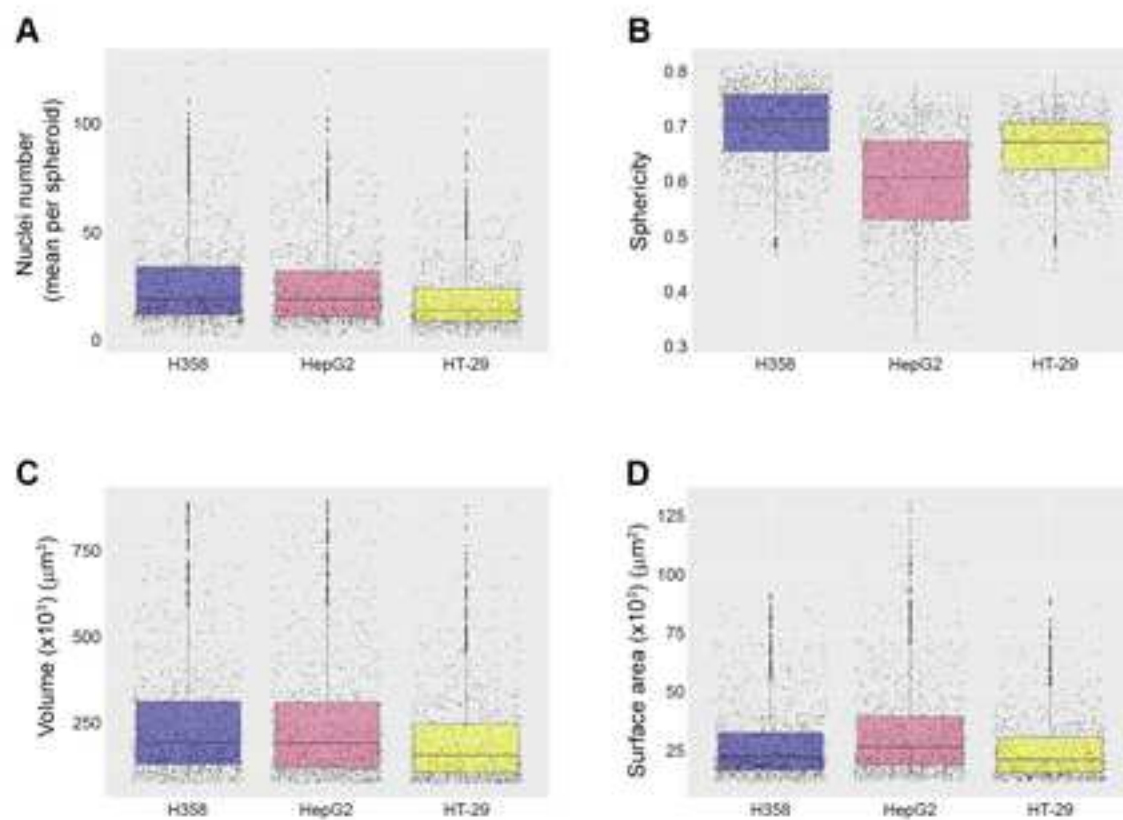 A
Nuclei number
(mean per spheroid)
100
50
0
H358
HepG2
HT-29
B
Sphericity
0.8
0.7
0.6
0.5
0.4
0.3
H358
HepG2
HT-29
C
Volume (x10³) (μm³)
750
500
250
H358
HepG2
HT-29
D
Surface area (x10³) (μm²)
125
100
75
50
25
H358
HepG2
HT-29